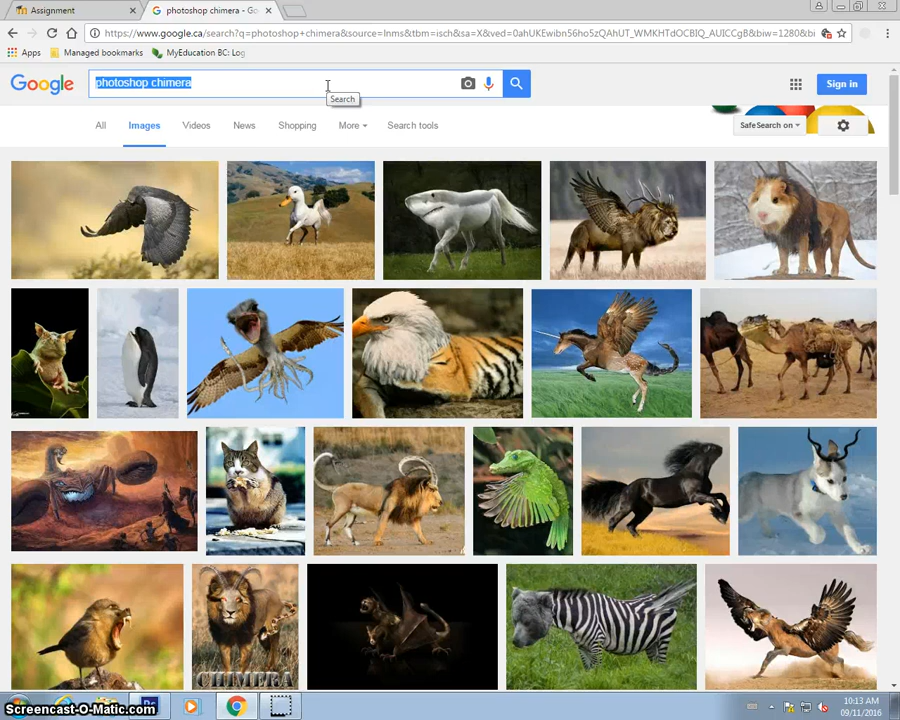 Assignment
photoshop chimera - Go
https://www.google.ca/search?q=photoshop+chimera&source=lnms&tbm=isch&sa=X&ved=0ahUKEwibn56ho5zQAhUT_WMKHTdOCBIQ_AUICCgB&biw=1280&bi
Apps
Managed bookmarks
MyEducation BC: Log
Google
photoshop chimera
Search
Sign in
All
Images
Videos
News
Shopping
More
Search tools
SafeSearch on
CHIMERA
Screencast-O-Matic.com
10:13 AM
09/11/2016